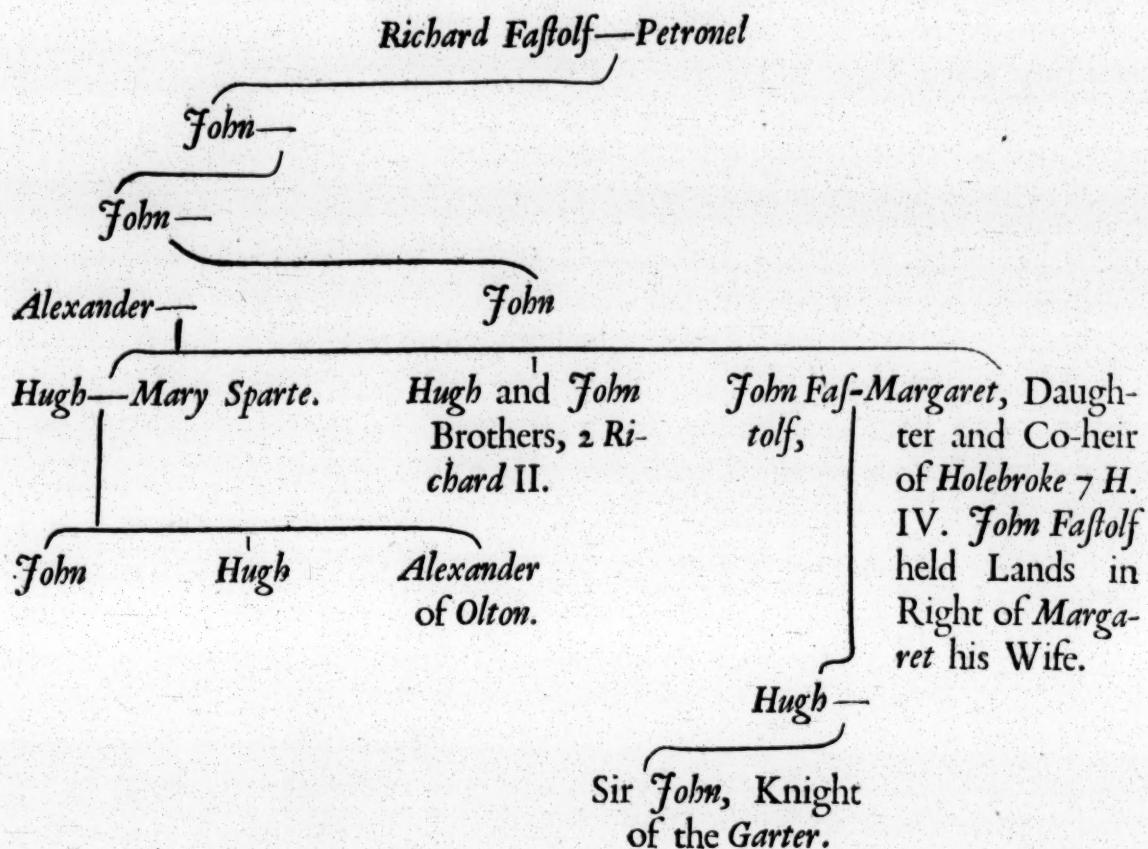 Richard Faſtolf—Petronel
John—
John—
Alexander— John
Hugh—Mary Sparte.
Hugh and John
Brothers, 2 Ri-
chard II.
John Faſ-Margaret, Daugh-
tolf, ter and Co-heir
of Holebroke 7 H.
IV. John Faſtolf
held Lands in
Right of Marga-
ret his Wife.
John Hugh Alexander
of Olton.
Hugh—
Sir John, Knight
of the Garter.